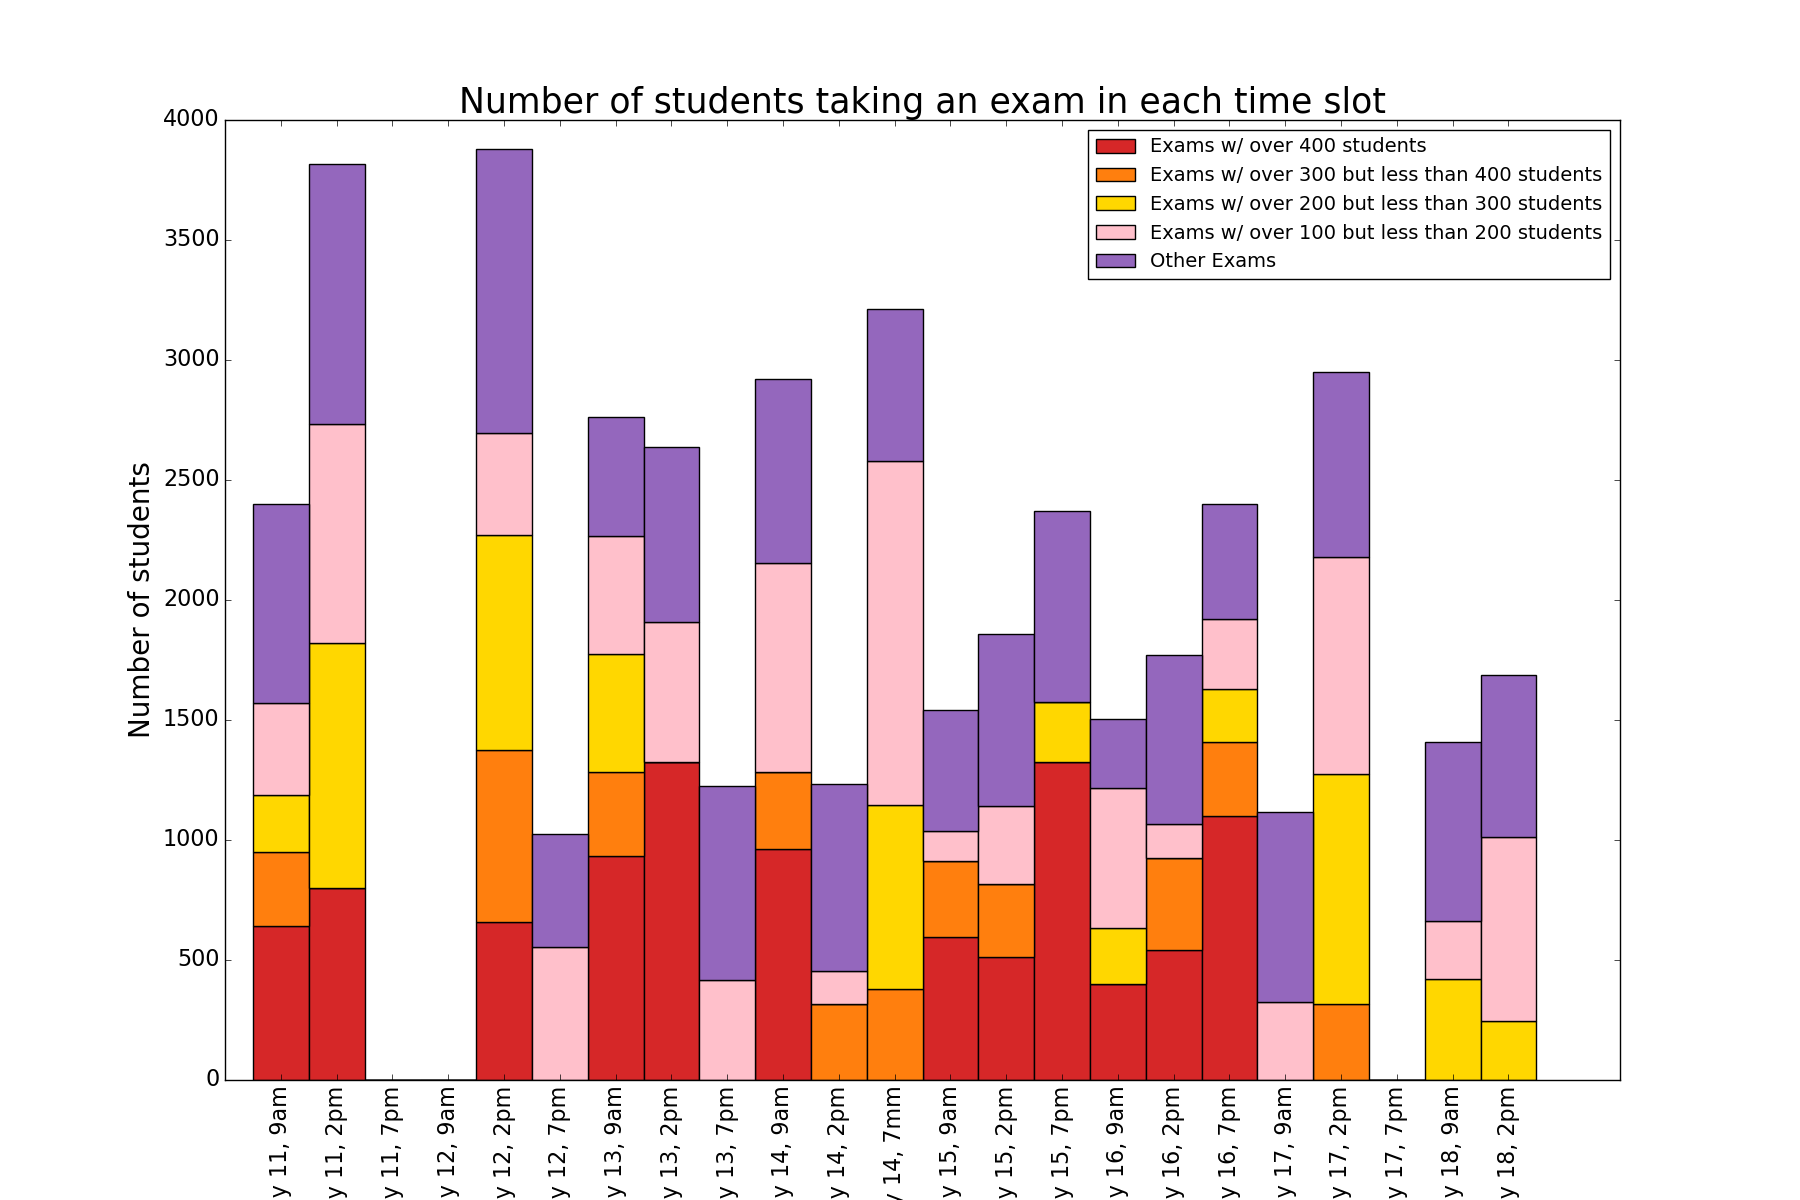 Number of students taking an exam in each time slot
4000
3500
3000
2500
2000
1500
1000
500
0
Number of students
Exams w/ over 400 students
Exams w/ over 300 but less than 400 students
Exams w/ over 200 but less than 300 students
Exams w/ over 100 but less than 200 students
Other Exams
y 11, 9am
y 11, 2pm
y 11, 7pm
y 12, 9am
y 12, 2pm
y 12, 7pm
y 13, 9am
y 13, 2pm
y 13, 7pm
y 14, 9am
y 14, 2pm
y 14, 7mm
y 15, 9am
y 15, 2pm
y 15, 7pm
y 16, 9am
y 16, 2pm
y 16, 7pm
y 17, 9am
y 17, 2pm
y 17, 7pm
y 18, 9am
y 18, 2pm